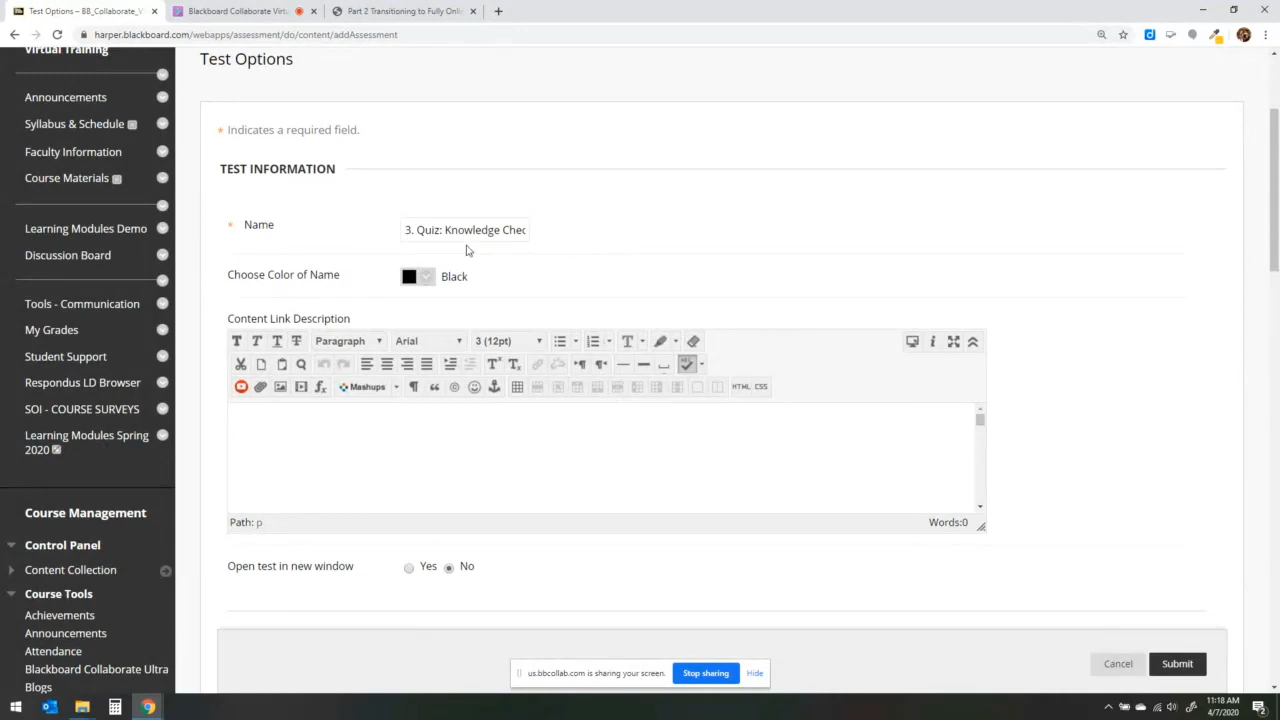 Test Options – BB_Collaborate_V
Blackboard Collaborate Virtu
Part 2 Transitioning to Fully Onli
harper.blackboard.com/webapps/assessment/do/content/addAssessment
Virtual Training
Announcements
Syllabus & Schedule
Faculty Information
Course Materials
Learning Modules Demo
Discussion Board
Tools - Communication
My Grades
Student Support
Respondus LD Browser
SOI - COURSE SURVEYS
Learning Modules Spring
2020
Course Management
Control Panel
Content Collection
Course Tools
Achievements
Announcements
Attendance
Blackboard Collaborate Ultra
Blogs
Test Options
* Indicates a required field.
TEST INFORMATION
* Name
3. Quiz: Knowledge Chec
Choose Color of Name
Black
Content Link Description
T T T T Paragraph Arial 3 (12pt) T
Mashups HTML CSS
Path: p
Words:0
Open test in new window
Yes No
Cancel Submit
us.bbcollab.com is sharing your screen. Stop sharing Hide
11:18 AM
4/7/2020
2